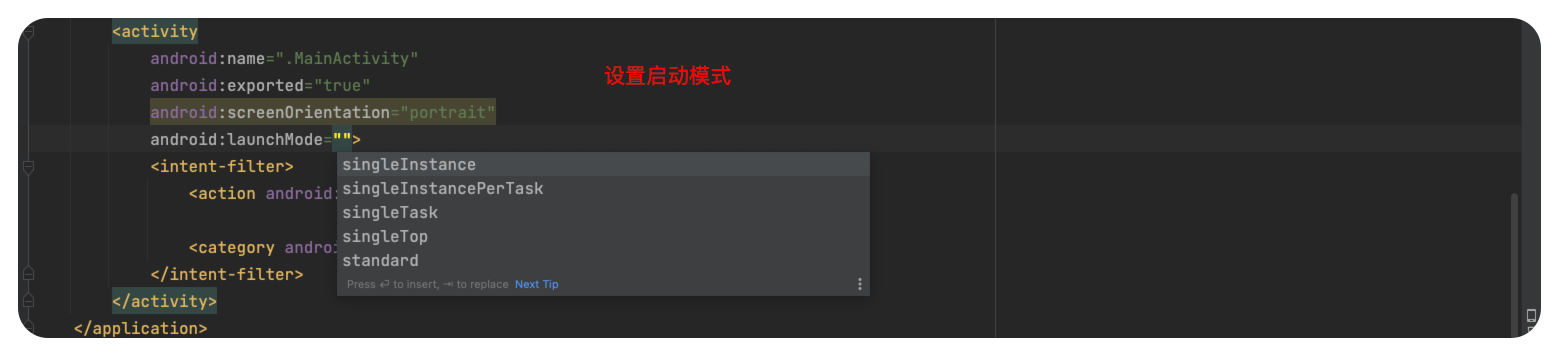 <activity
android:name=".MainActivity"
android:exported="true"
设置启动模式
android:screenOrientation="portrait"
android:launchMode="">
<intent-filter>
singleInstance
singleInstancePerTask
<action android:
singleTask
singleTop
<category androi
standard
</intent-filter>
Press ⏎ to insert, ⇥ to replace Next Tip
</activity>
</application>